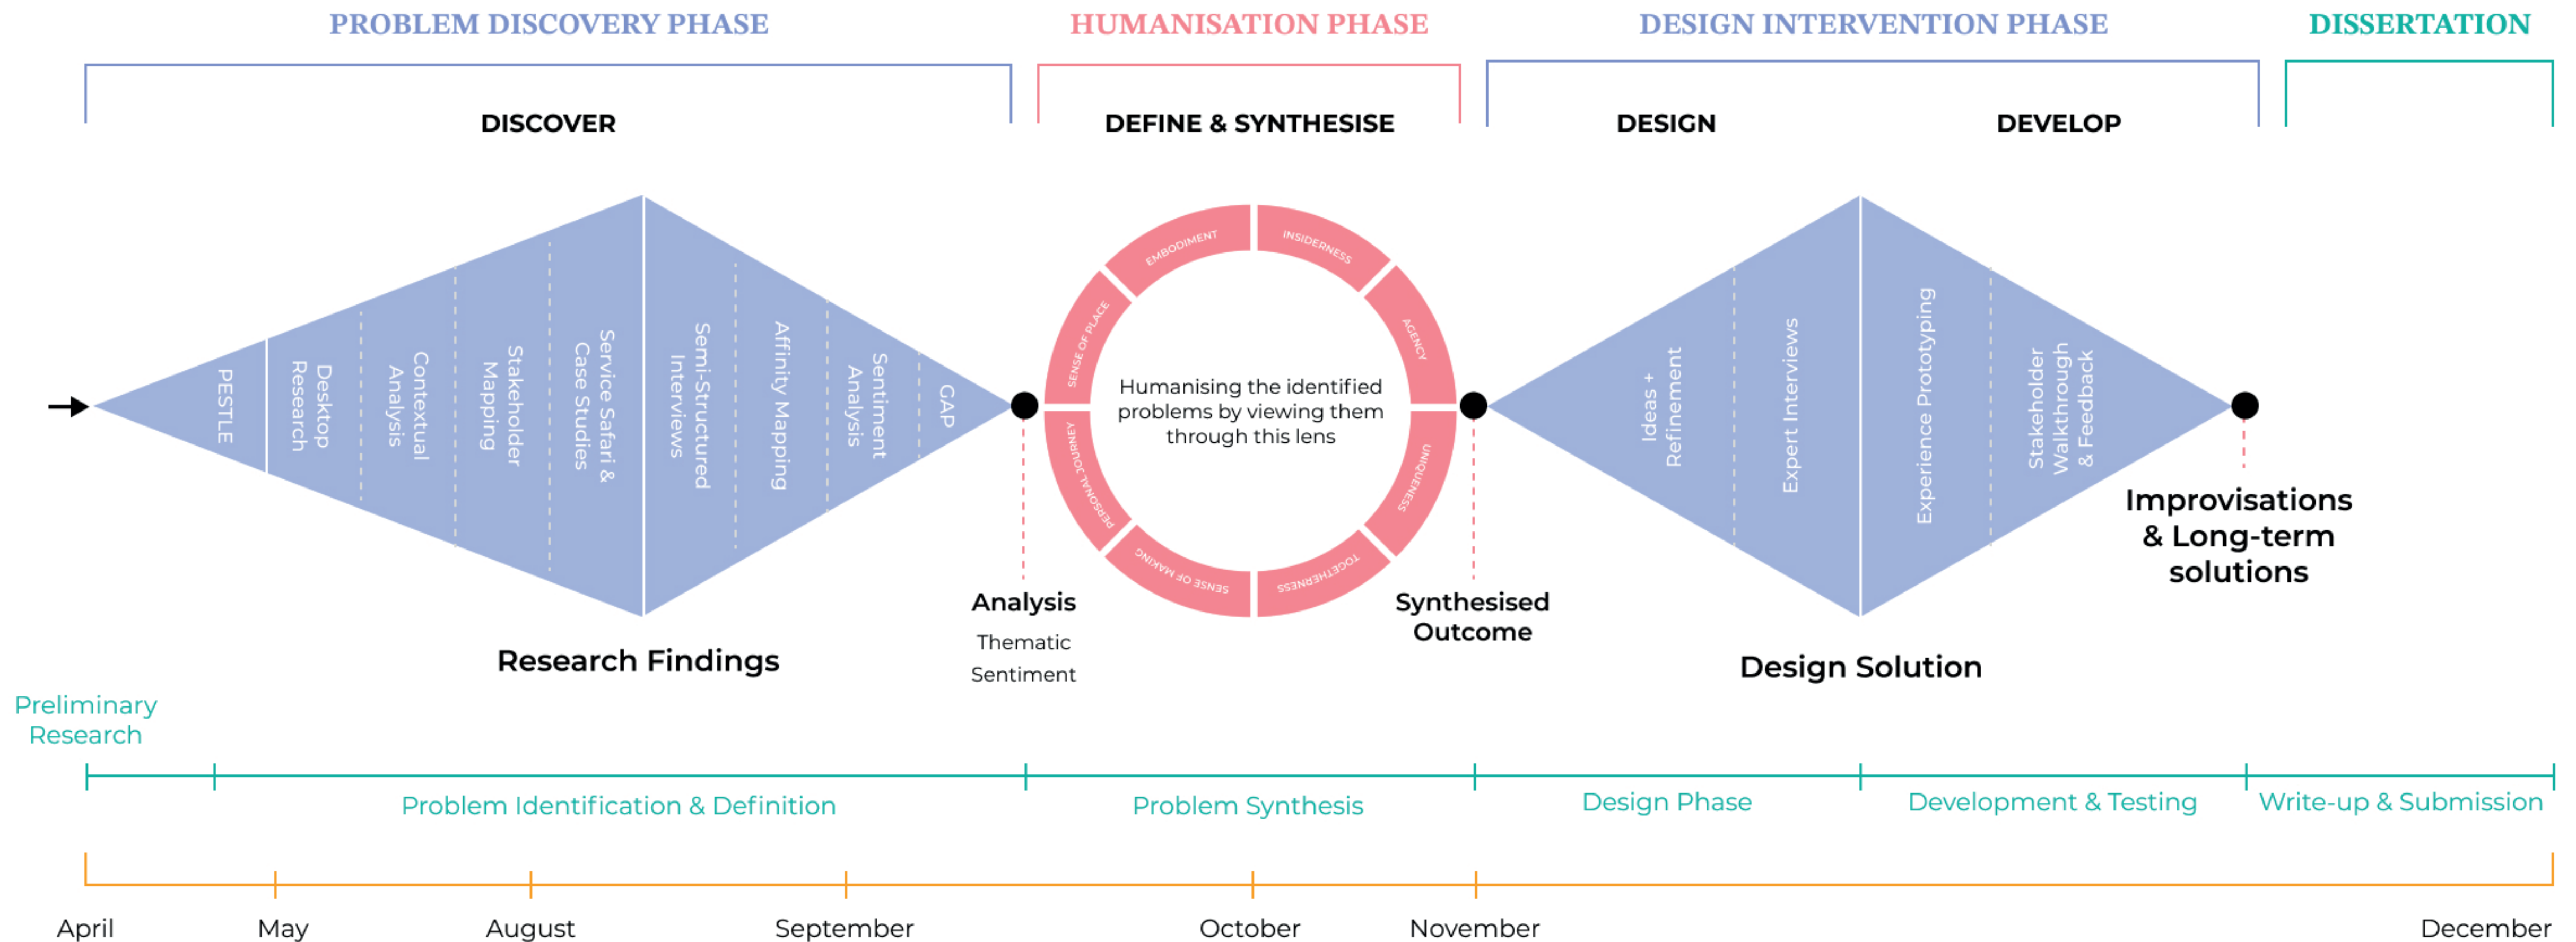 PROBLEM DISCOVERY PHASE
HUMANISATION PHASE
DESIGN INTERVENTION PHASE
DISSERTATION
DISCOVER
DEFINE & SYNTHESISE
DESIGN
DEVELOP
PESTLE
Desktop
Research
Contextual
Analysis
Stakeholder
Mapping
Service Safari &
Case Studies
Semi-Structured
Interviews
Affinity Mapping
Sentiment
Analysis
GAP
EMBODIMENT
INSIDERNESS
AGENCY
UNIQUENESS
TOGETHERNESS
SENSE OF MAKING
PERSONAL JOURNEY
SENSE OF PLACE
Humanising the identified
problems by viewing them
through this lens
Ideas +
Refinement
Expert Interviews
Experience Prototyping
Stakeholder
Walkthrough
& Feedback
Research Findings
Analysis
Thematic
Sentiment
Synthesised
Outcome
Design Solution
Improvisations
& Long-term
solutions
Preliminary
Research
Problem Identification & Definition
Problem Synthesis
Design Phase
Development & Testing
Write-up & Submission
April
May
August
September
October
November
December